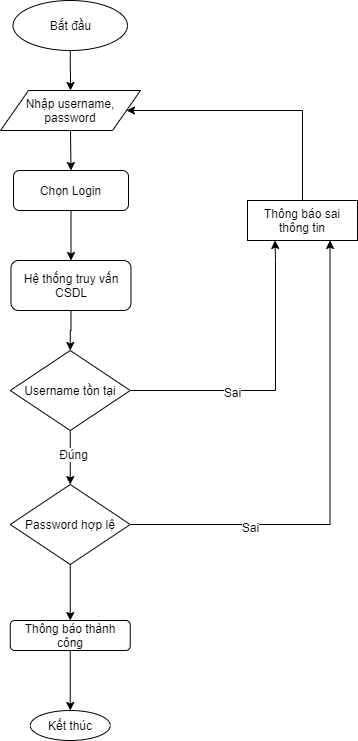 Bắt đầu
Nhập username,
password
Chọn Login
Thông báo sai
thông tin
Hệ thống truy vấn
CSDL
Username tồn tại
Sai
Đúng
Password hợp lệ
Sai
Thông báo thành
công
Kết thúc